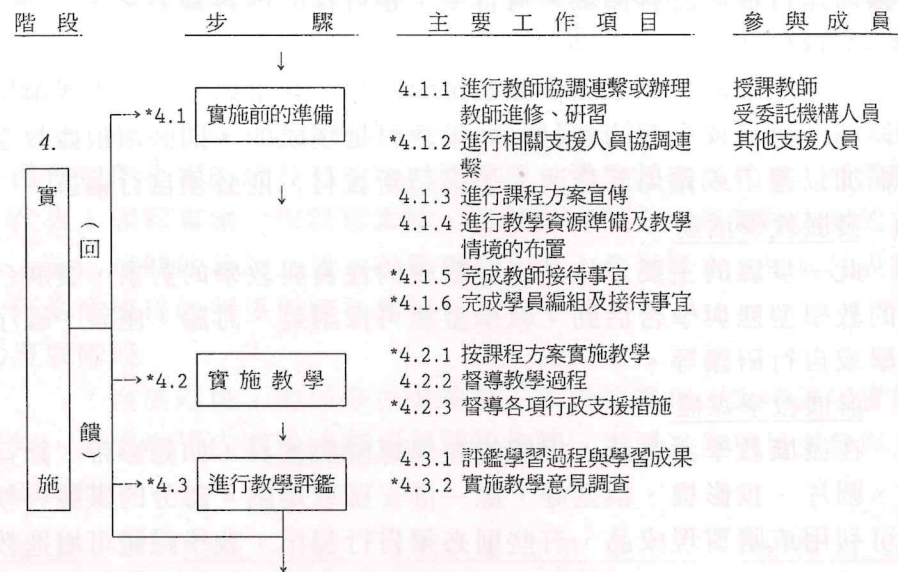 階段 步驟 主要工作項目 參與成員
4.
實
施
（回
饋
*4.1 實施前的準備
4.1.1 進行教師協調連繫或辦理
教師進修、研習
*4.1.2 進行相關支援人員協調連
繫
4.1.3 進行課程方案宣傳
4.1.4 進行教學資源準備及教學
情境的布置
*4.1.5 完成教師接待事宜
*4.1.6 完成學員編組及接待事宜
授課教師
受委託機構人員
其他支援人員
*4.2 實施教學
*4.2.1 按課程方案實施教學
4.2.2 督導教學過程
*4.2.3 督導各項行政支援措施
*4.3 進行教學評鑑
4.3.1 評鑑學習過程與學習成果
*4.3.2 實施教學意見調查